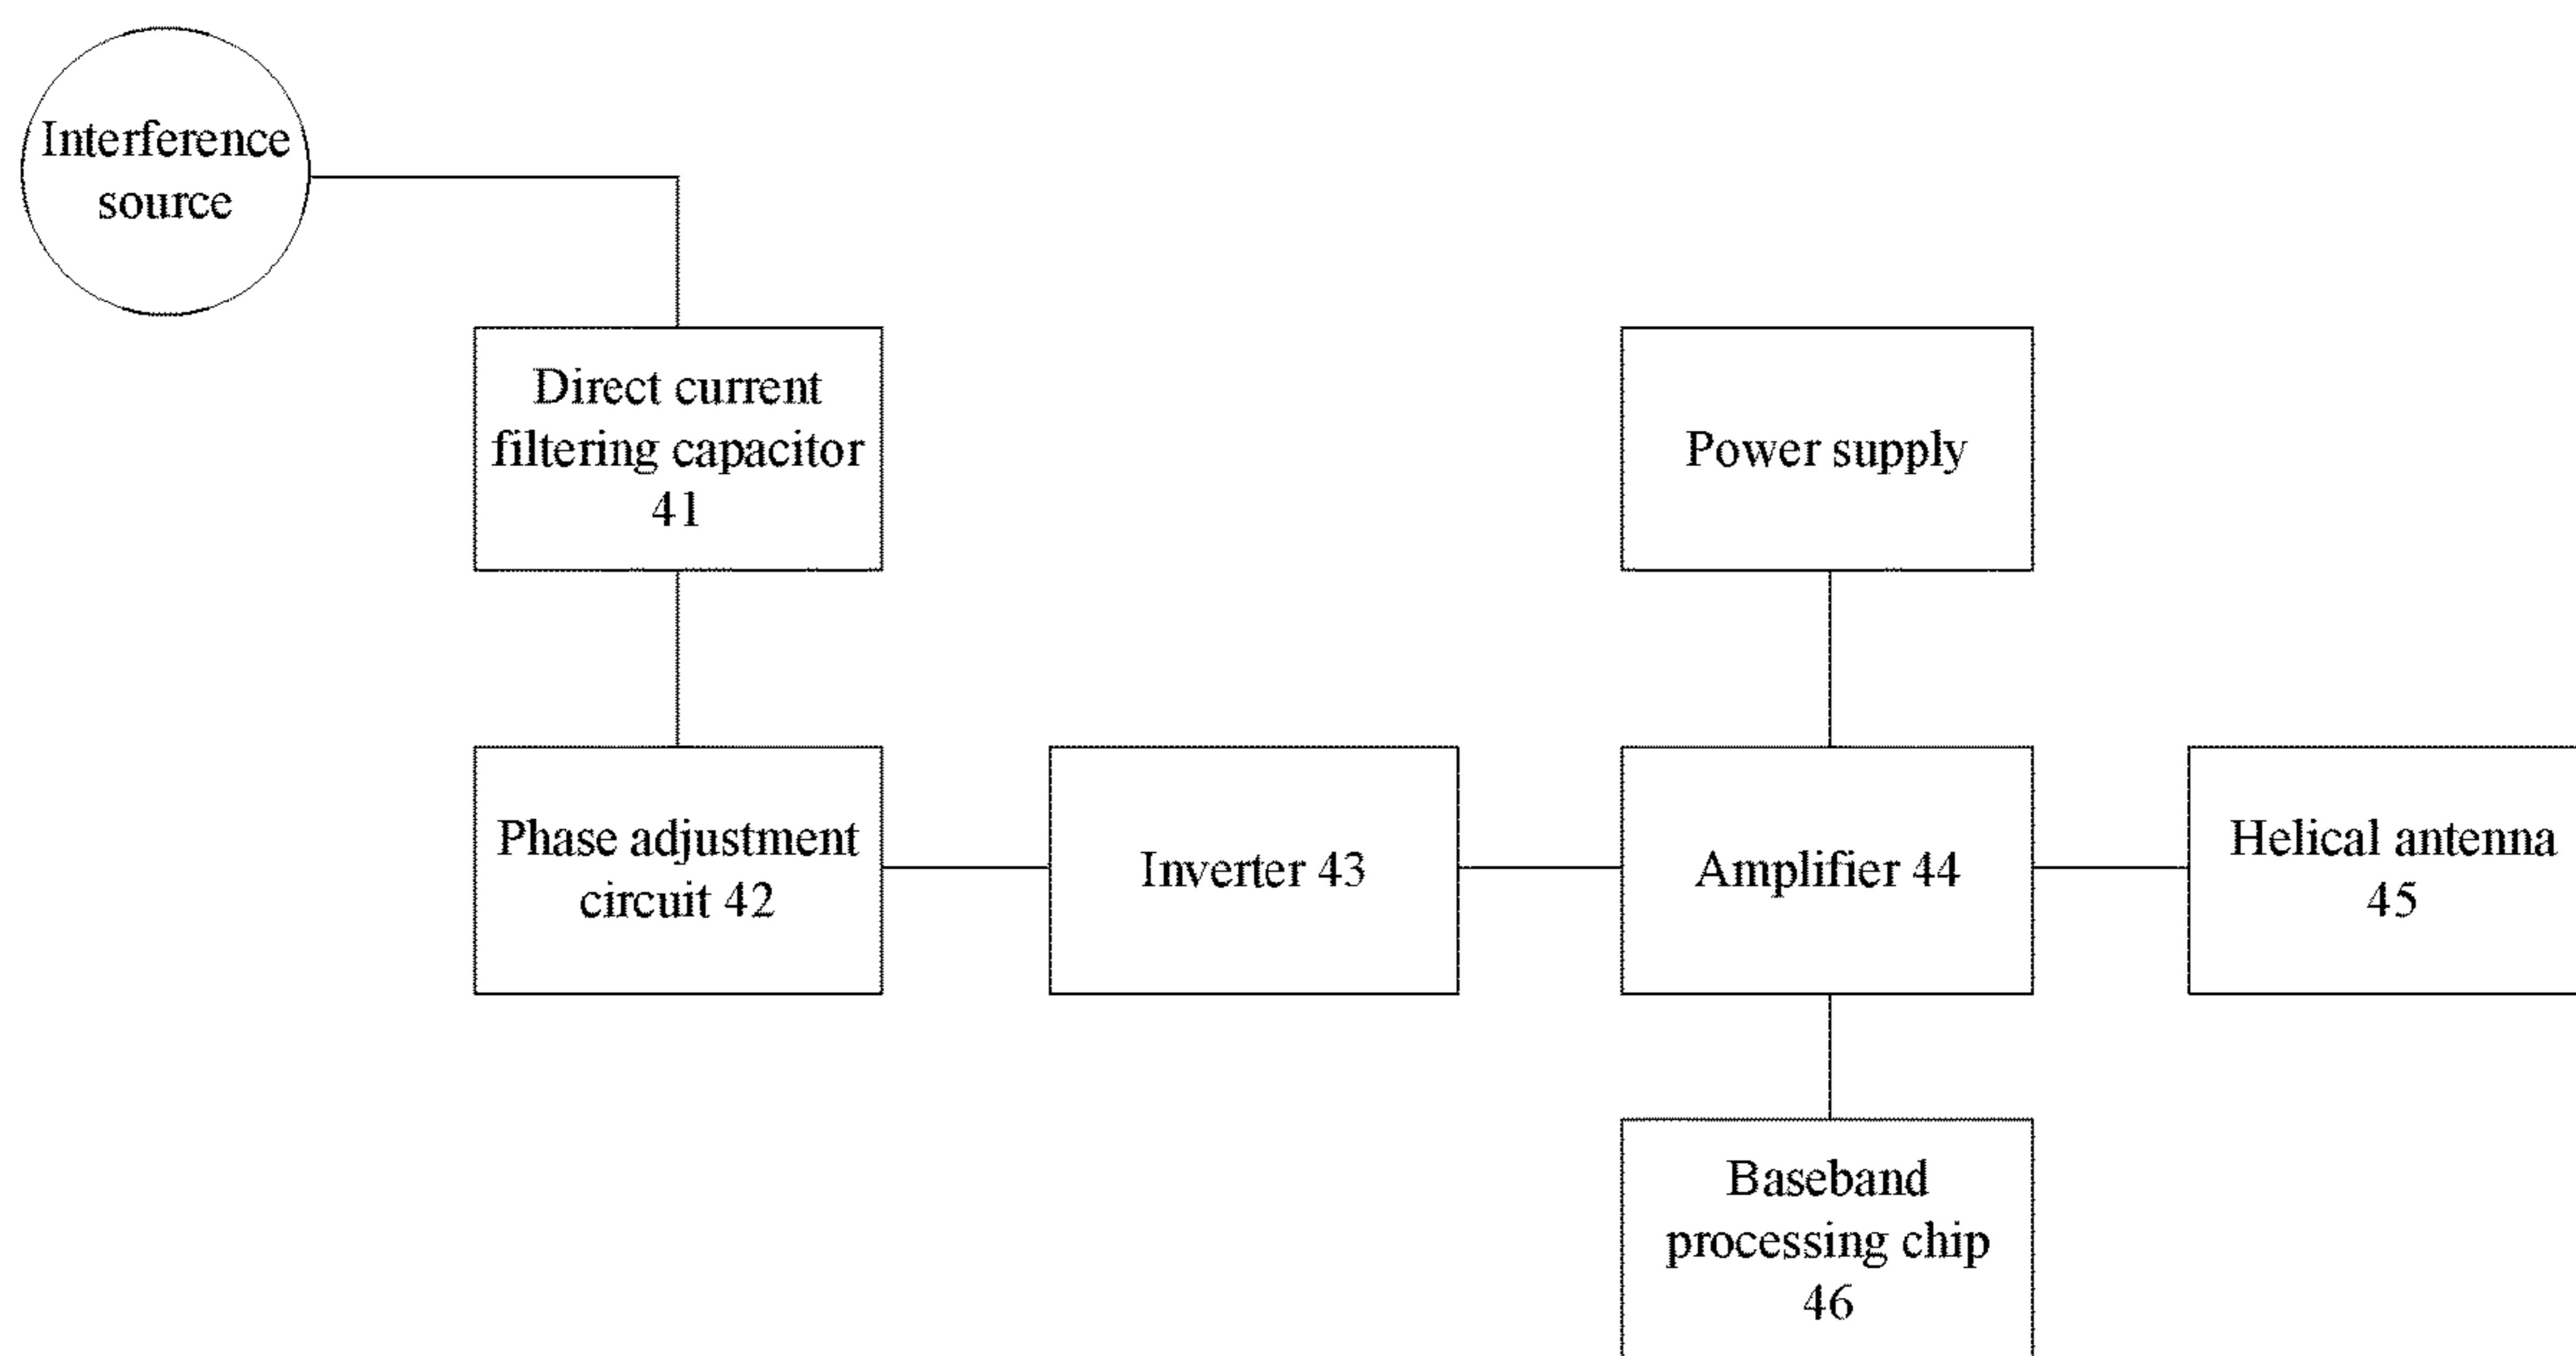 Interference
source
Direct current
filtering capacitor
41
Power supply
Phase adjustment
circuit 42
Inverter 43
Amplifier 44
Helical antenna
45
Baseband
processing chip
46